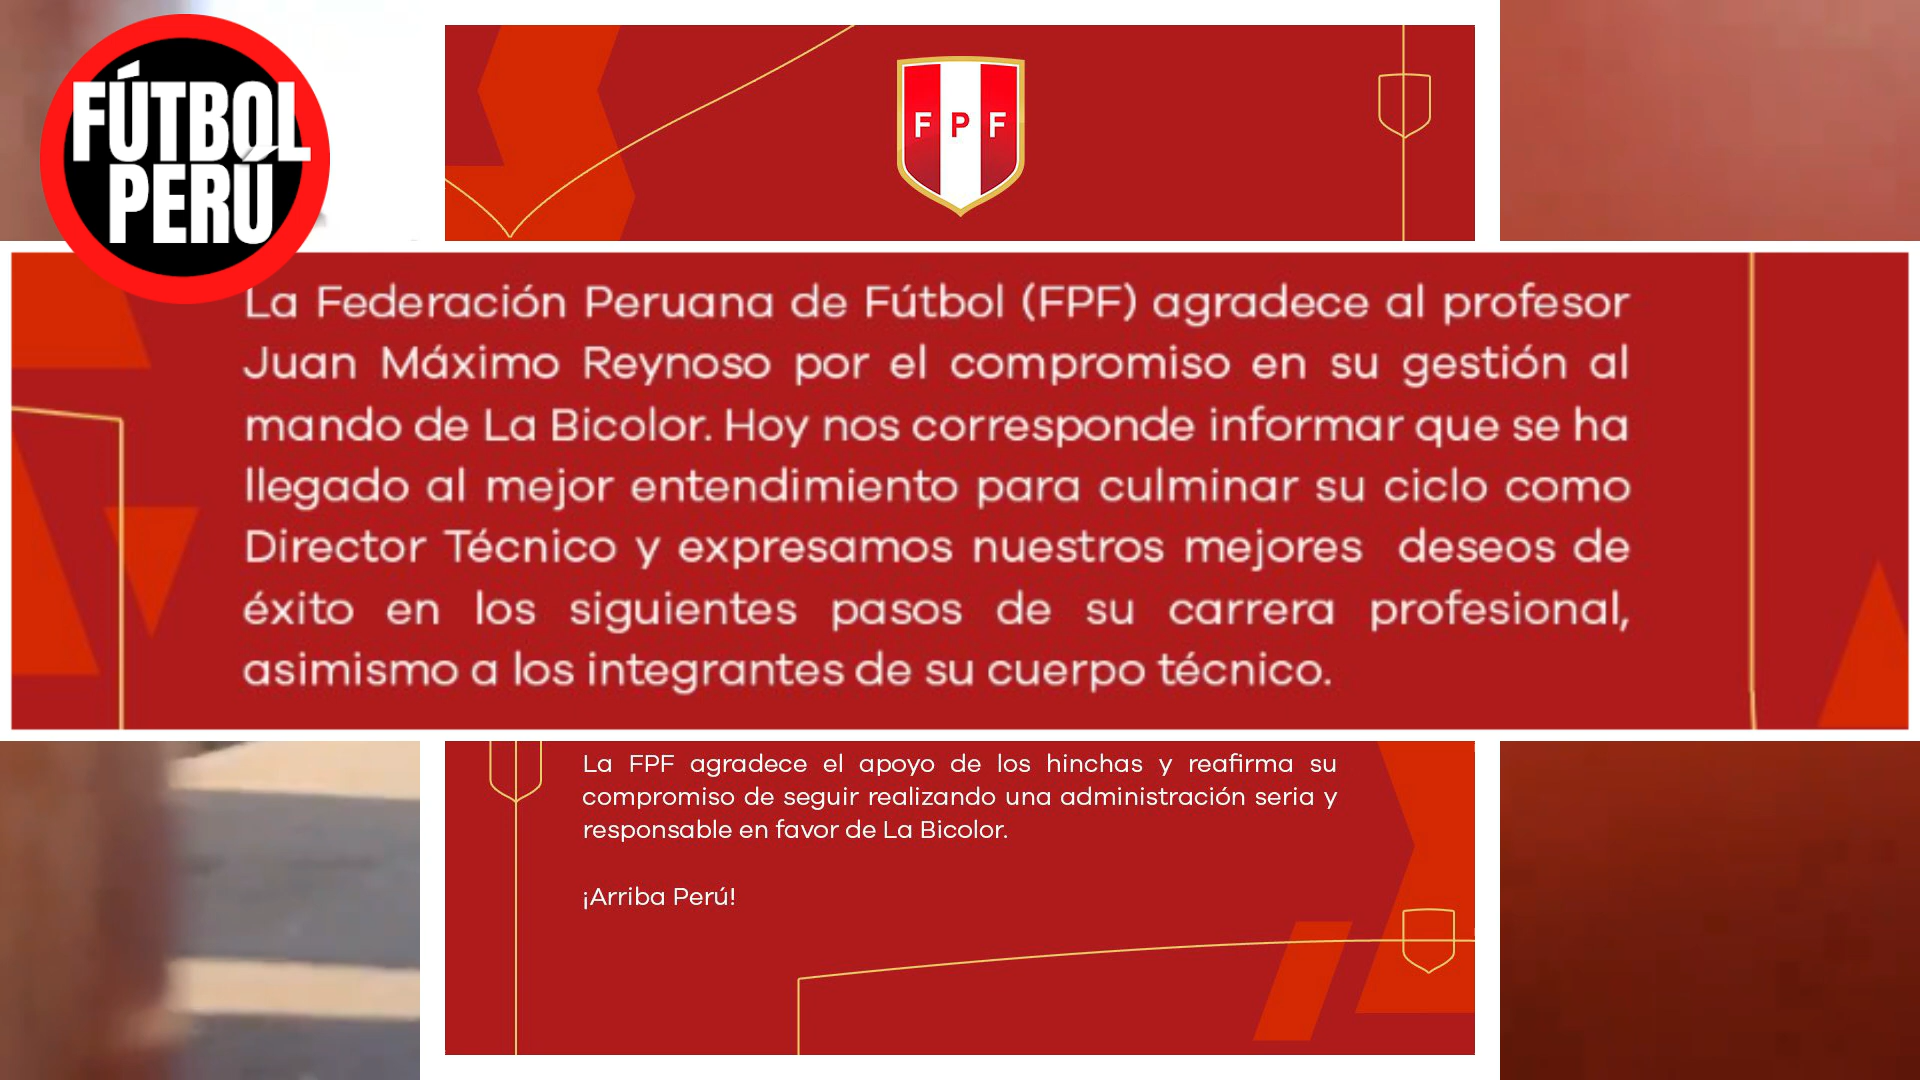 FÚTBOL
PERÚ
FPF
La Federación Peruana de Fútbol (FPF) agradece al profesor
Juan Máximo Reynoso por el compromiso en su gestión al
mando de La Bicolor. Hoy nos corresponde informar que se ha
llegado al mejor entendimiento para culminar su ciclo como
Director Técnico y expresamos nuestros mejores deseos de
éxito en los siguientes pasos de su carrera profesional,
asimismo a los integrantes de su cuerpo técnico.
La FPF agradece el apoyo de los hinchas y reafirma su
compromiso de seguir realizando una administración seria y
responsable en favor de La Bicolor.
¡Arriba Perú!